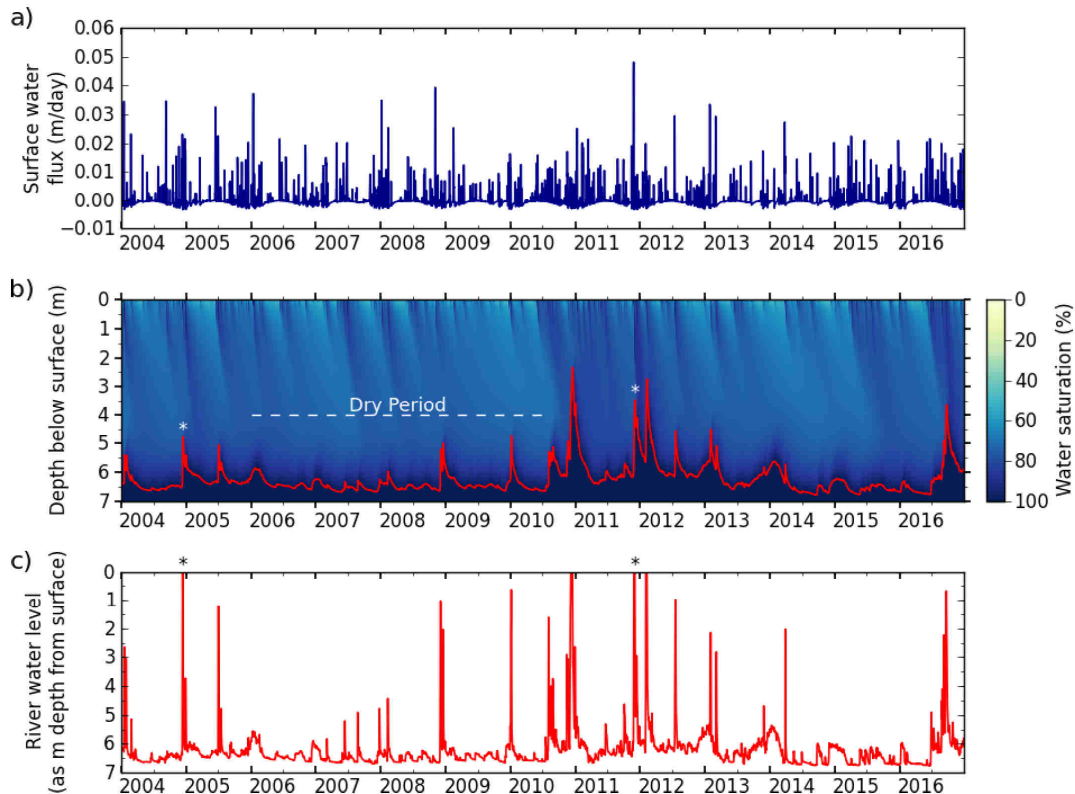 a)
Surface water
flux (m/day)
0.06
0.05
0.04
0.03
0.02
0.01
0.00
−0.01
2004 2005 2006 2007 2008 2009 2010 2011 2012 2013 2014 2015 2016
b)
Depth below surface (m)
0
1
2
3
4
5
6
7
*
Dry Period
*
2004 2005 2006 2007 2008 2009 2010 2011 2012 2013 2014 2015 2016
0
20
40
60
80
100
Water saturation (%)
c)
River water level
(as m depth from surface)
* *
0
1
2
3
4
5
6
7
2004 2005 2006 2007 2008 2009 2010 2011 2012 2013 2014 2015 2016